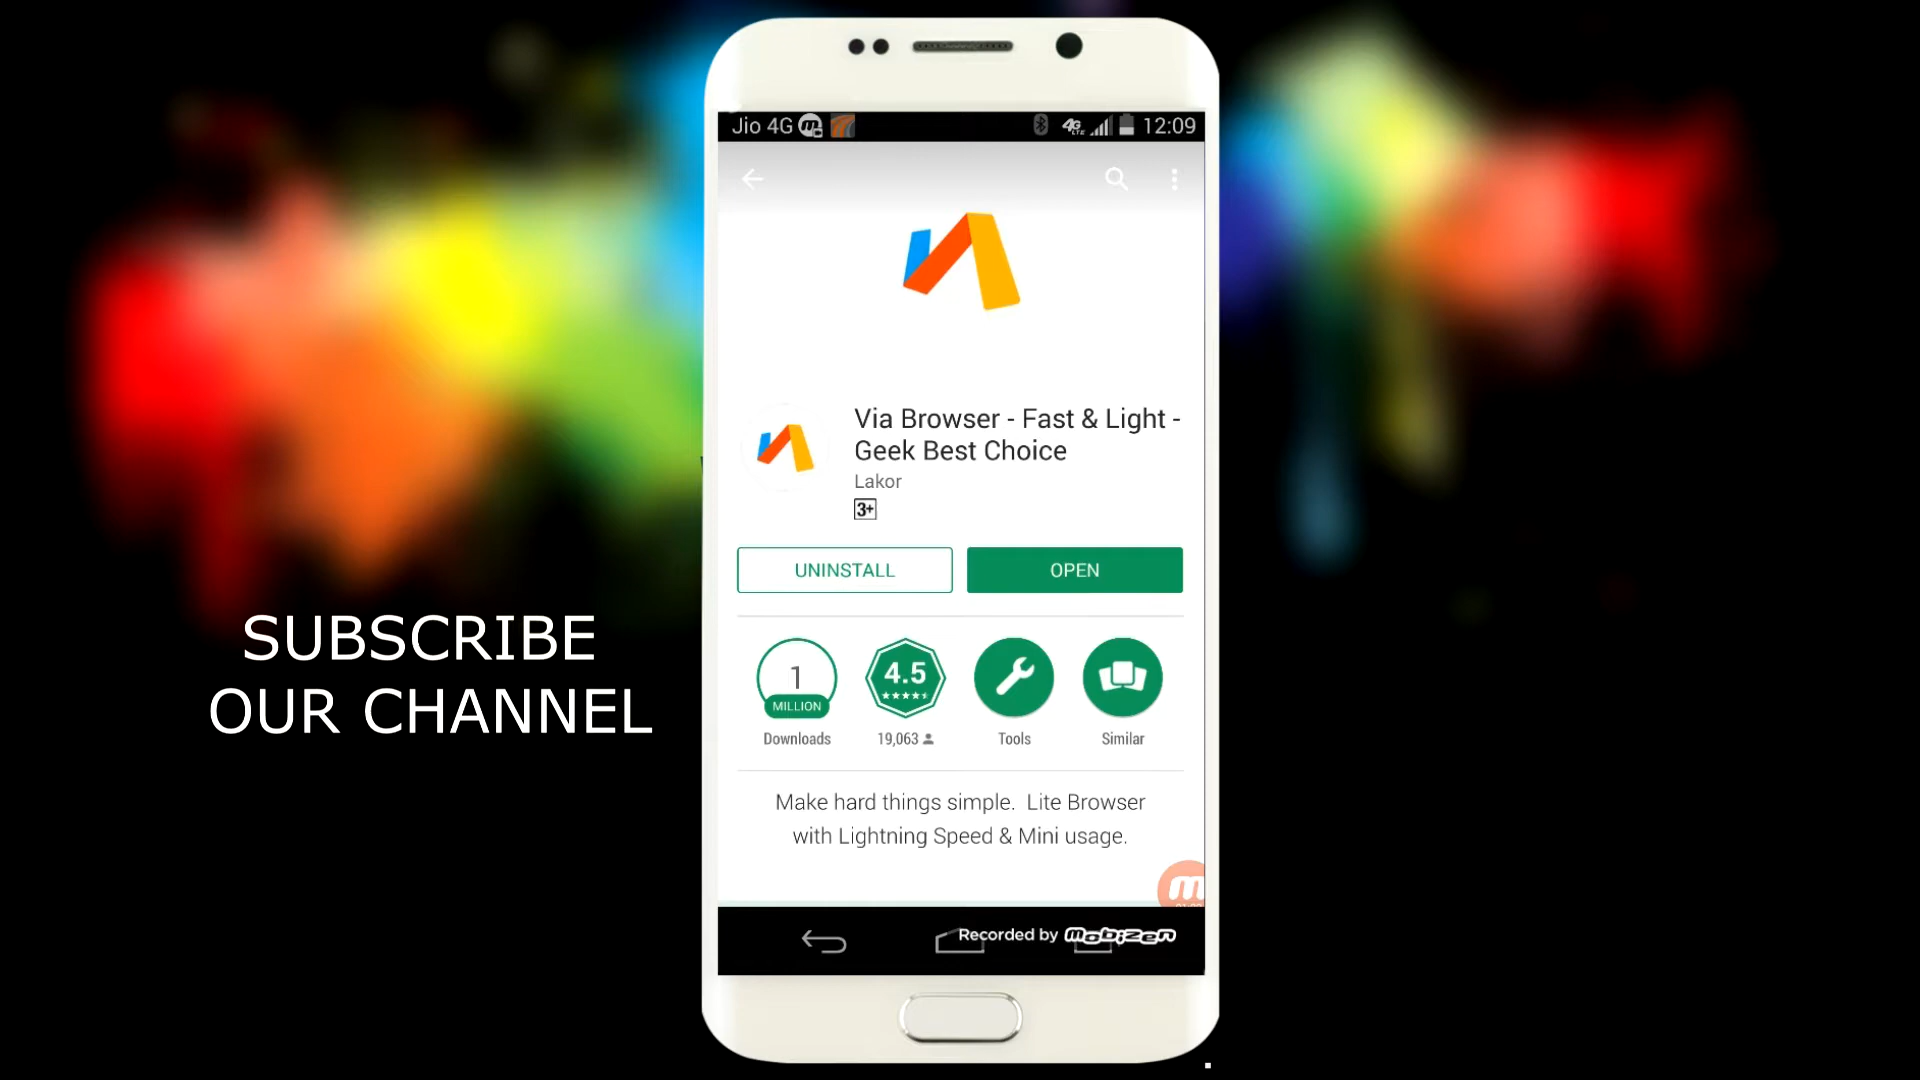 Jio 4G
4G LTE
12:09
Via Browser - Fast & Light -
Geek Best Choice
Lakor
3+
UNINSTALL
OPEN
1
MILLION
4.5
Downloads
19,063
Tools
Similar
Make hard things simple. Lite Browser
with Lightning Speed & Mini usage.
Recorded by mobizen
SUBSCRIBE
OUR CHANNEL